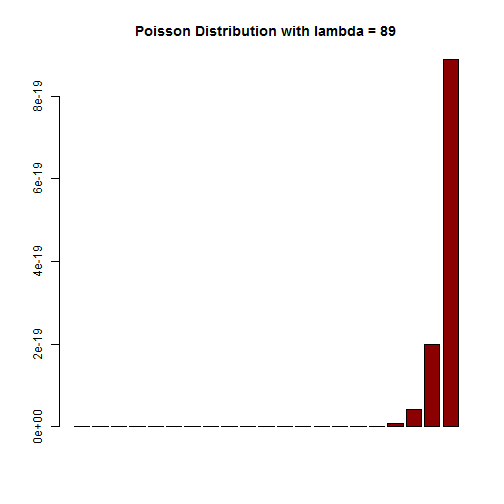 Poisson Distribution with lambda = 89
8e-19
6e-19
4e-19
2e-19
0e+00